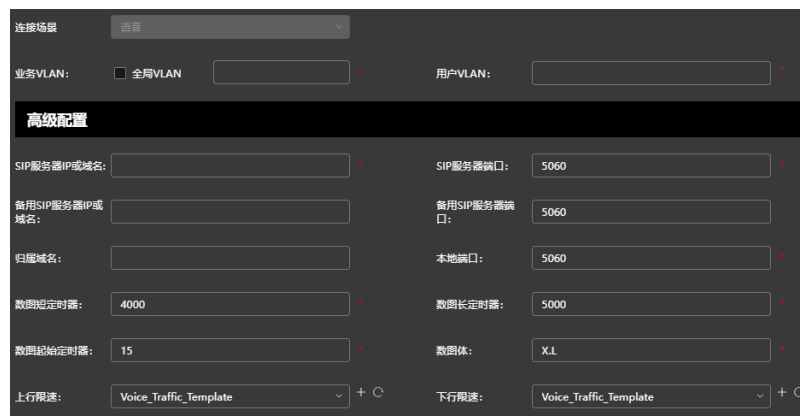 连接场景 语音
业务VLAN： 全局VLAN * 用户VLAN： *
高级配置
SIP服务器IP或域名: * SIP服务器端口： 5060 *
备用SIP服务器IP或
域名：
备用SIP服务器端
口： 5060
归属域名： 本地端口： 5060 *
数图短定时器： 4000 * 数图长定时器： 5000 *
数图起始定时器： 15 * 数图体： X.L *
上行限速： Voice_Traffic_Template 下行限速： Voice_Traffic_Template